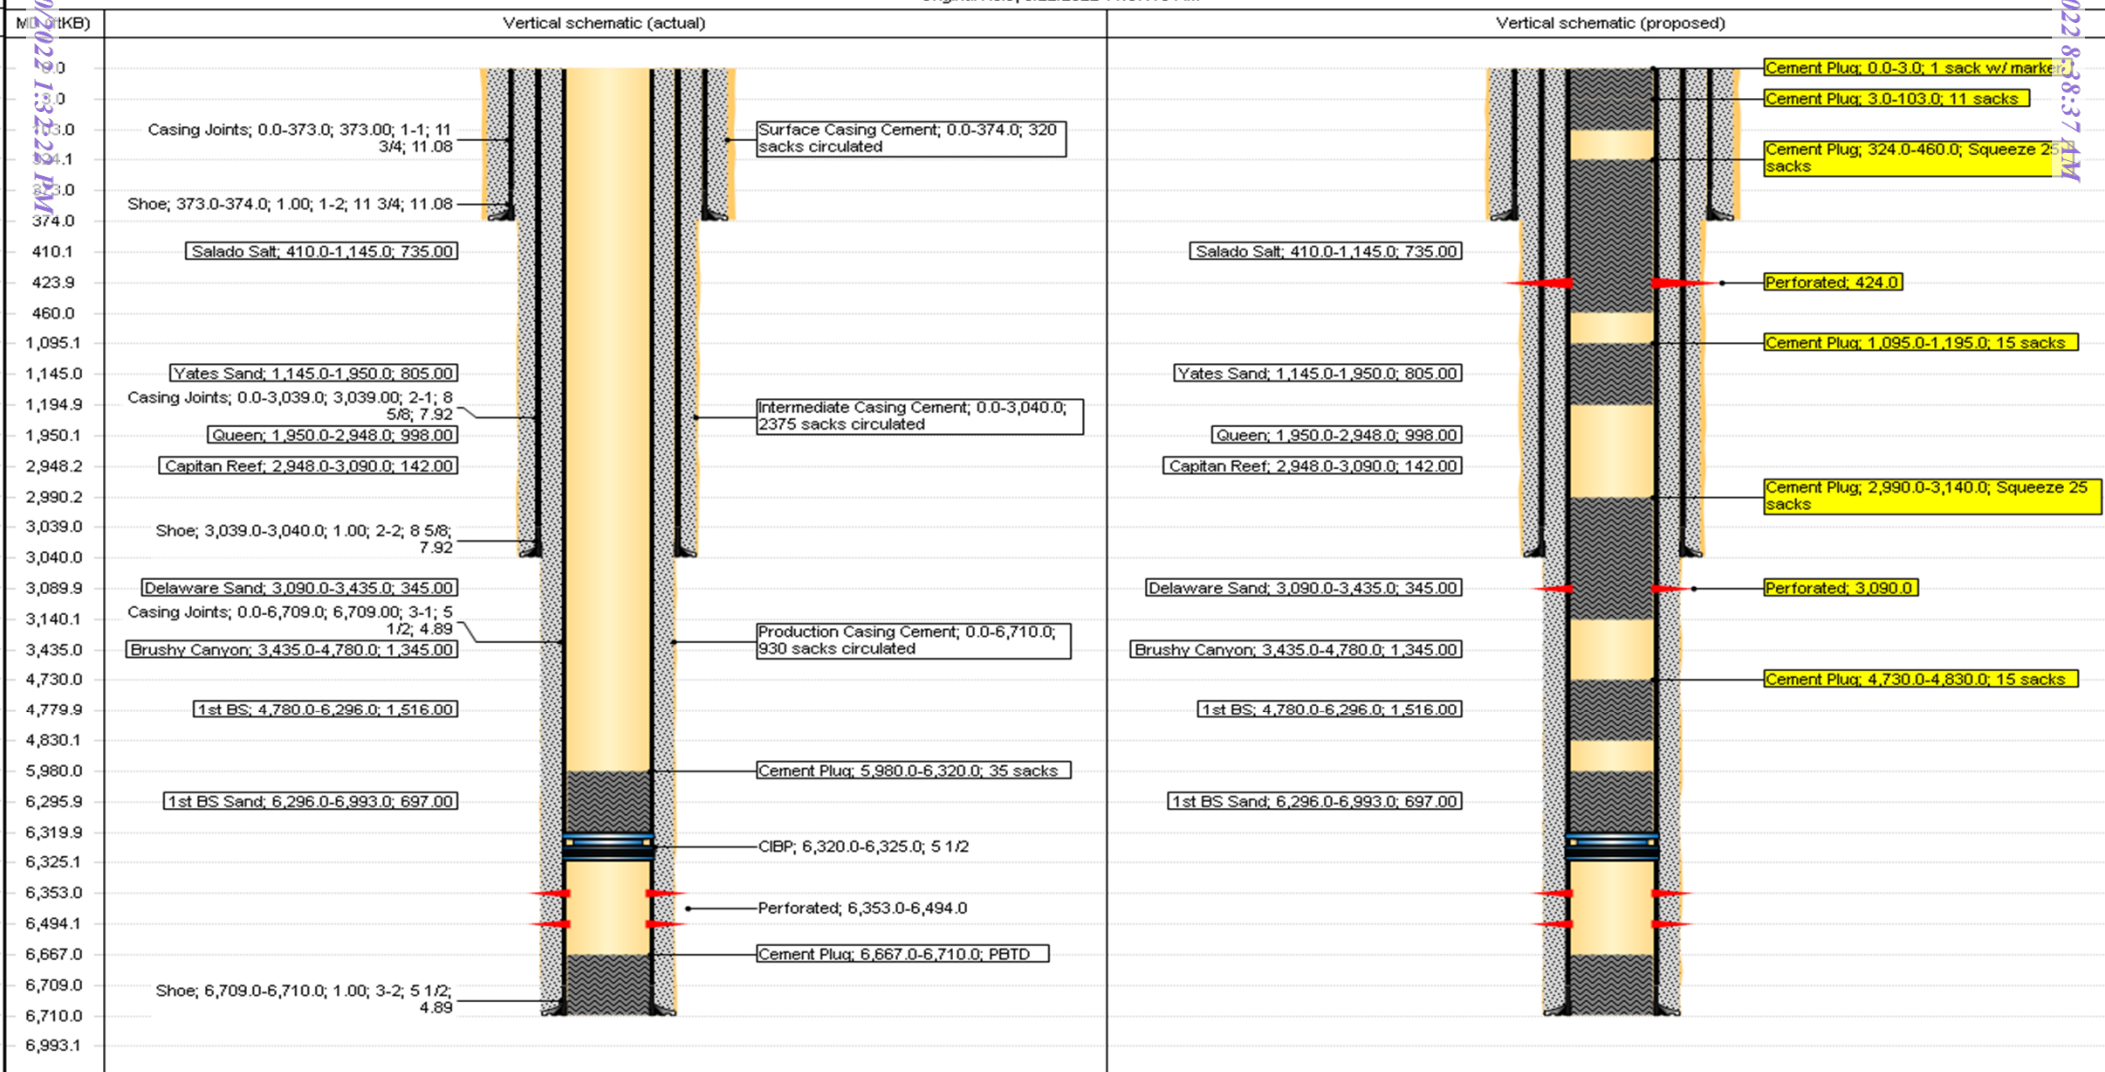 MD (ftKB)
Vertical schematic (actual)
Vertical schematic (proposed)
374.0
410.1
423.9
460.0
1,095.1
1,145.0
1,194.9
1,950.1
2,948.2
2,990.2
3,039.0
3,040.0
3,089.9
3,140.1
3,435.0
4,730.0
4,779.9
4,830.1
5,980.0
6,295.9
6,319.9
6,325.1
6,353.0
6,494.1
6,667.0
6,709.0
6,710.0
6,993.1
0/2022 1:32:22 PM
Casing Joints; 0.0-373.0; 373.00; 1-1; 11
3/4; 11.08
Shoe; 373.0-374.0; 1.00; 1-2; 11 3/4; 11.08
Salado Salt; 410.0-1,145.0; 735.00
Yates Sand; 1,145.0-1,950.0; 805.00
Casing Joints; 0.0-3,039.0; 3,039.00; 2-1; 8
5/8; 7.92
Queen; 1,950.0-2,948.0; 998.00
Capitan Reef; 2,948.0-3,090.0; 142.00
Shoe; 3,039.0-3,040.0; 1.00; 2-2; 8 5/8;
7.92
Delaware Sand; 3,090.0-3,435.0; 345.00
Casing Joints; 0.0-6,709.0; 6,709.00; 3-1; 5
1/2; 4.89
Brushy Canyon; 3,435.0-4,780.0; 1,345.00
1st BS; 4,780.0-6,296.0; 1,516.00
1st BS Sand; 6,296.0-6,993.0; 697.00
Shoe; 6,709.0-6,710.0; 1.00; 3-2; 5 1/2;
4.89
Surface Casing Cement; 0.0-374.0; 320
sacks circulated
Intermediate Casing Cement; 0.0-3,040.0;
2375 sacks circulated
Production Casing Cement; 0.0-6,710.0;
930 sacks circulated
Cement Plug; 5,980.0-6,320.0; 35 sacks
CIBP; 6,320.0-6,325.0; 5 1/2
Perforated; 6,353.0-6,494.0
Cement Plug; 6,667.0-6,710.0; PBTD
Salado Salt; 410.0-1,145.0; 735.00
Yates Sand; 1,145.0-1,950.0; 805.00
Queen; 1,950.0-2,948.0; 998.00
Capitan Reef; 2,948.0-3,090.0; 142.00
Delaware Sand; 3,090.0-3,435.0; 345.00
Brushy Canyon; 3,435.0-4,780.0; 1,345.00
1st BS; 4,780.0-6,296.0; 1,516.00
1st BS Sand; 6,296.0-6,993.0; 697.00
Cement Plug; 0.0-3.0; 1 sack w/ marker
Cement Plug; 3.0-103.0; 11 sacks
Cement Plug; 324.0-460.0; Squeeze 25
sacks
Perforated; 424.0
Cement Plug; 1,095.0-1,195.0; 15 sacks
Cement Plug; 2,990.0-3,140.0; Squeeze 25
sacks
Perforated; 3,090.0
Cement Plug; 4,730.0-4,830.0; 15 sacks
022 8:38:37 AM